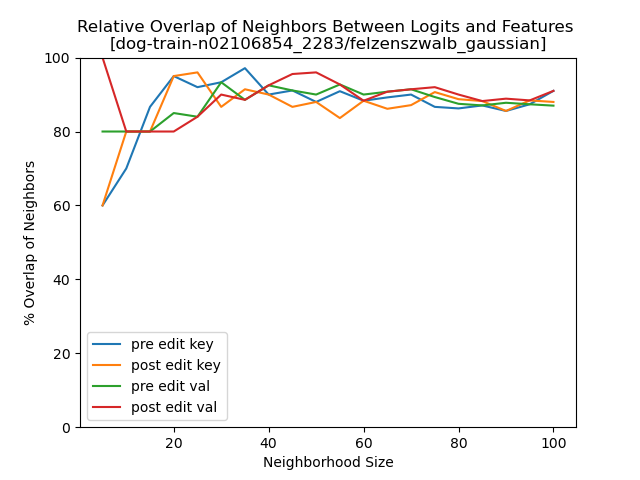 Relative Overlap of Neighbors Between Logits and Features
[dog-train-n02106854_2283/felzenszwalb_gaussian]
100
80
60
40
20
0
% Overlap of Neighbors
pre edit key
post edit key
pre edit val
post edit val
20 40 60 80 100
Neighborhood Size